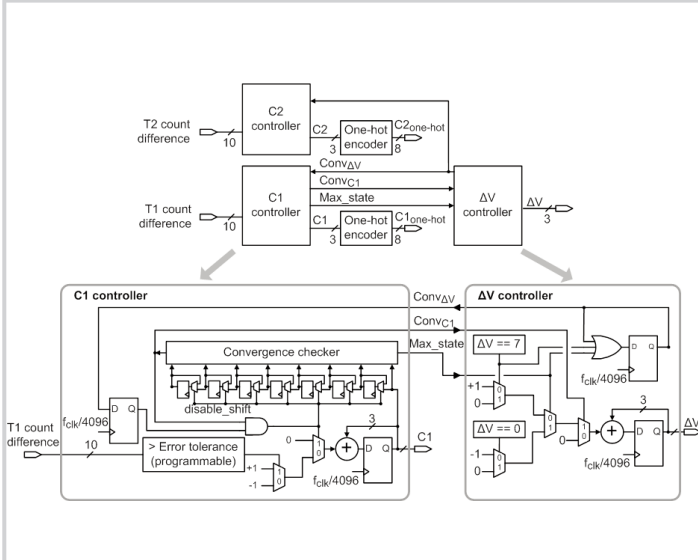 C2
controller
T2 count
difference
10
C2
3
One-hot
encoder
C2one-hot
8
ConvΔV
ConvC1
Max_state
C1
controller
T1 count
difference
10
C1
3
One-hot
encoder
C1one-hot
8
ΔV
controller
ΔV
3
C1 controller
ConvΔV
ConvC1
Max_state
Convergence checker
disable_shift
D Q
fclk/4096
T1 count
difference
10
> Error tolerance
(programmable)
+1
-1
1
0
0
1
0
+
3
D Q
fclk/4096
C1
ΔV controller
ΔV == 7
+1
0
0
1
ΔV == 0
-1
0
0
1
0
1
0
1
0
+
3
D Q
fclk/4096
D Q
fclk/4096
ΔV